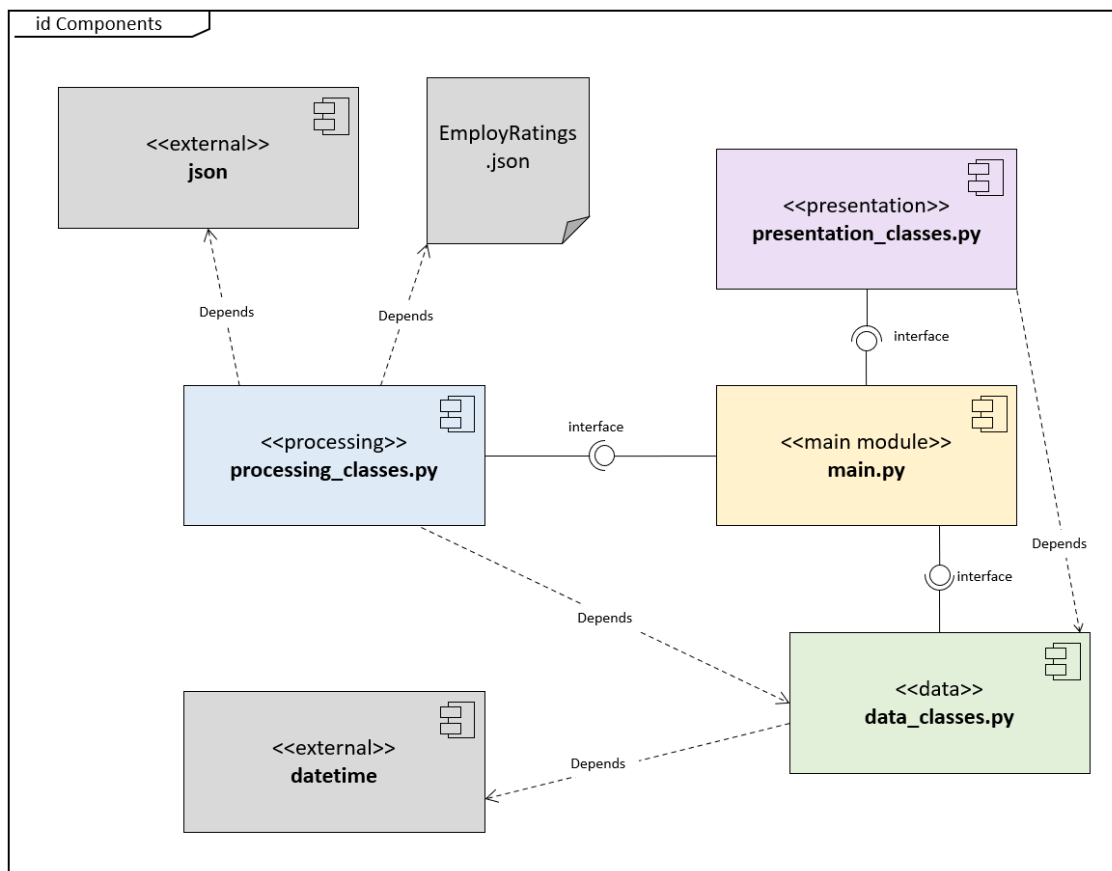 id Components
<<external>>
json
EmployRatings
.json
<<presentation>>
presentation_classes.py
Depends
Depends
interface
<<processing>>
processing_classes.py
interface
<<main module>>
main.py
Depends
interface
Depends
<<data>>
data_classes.py
<<external>>
datetime
Depends